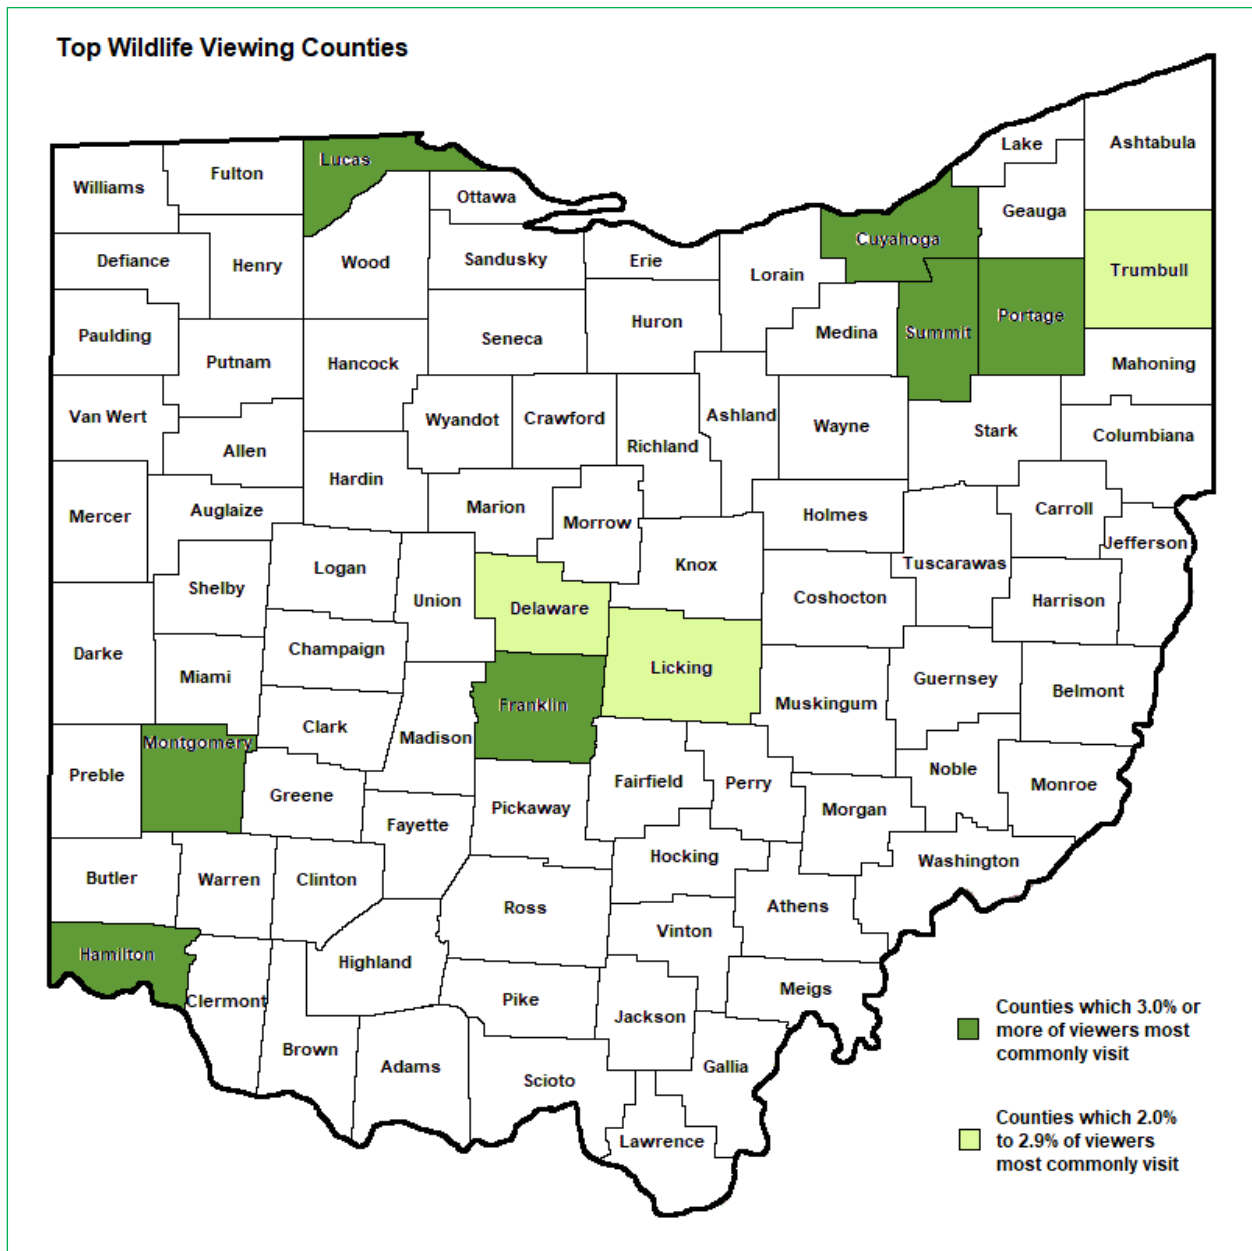 Top Wildlife Viewing Counties
Lake
Ashtabula
Lucas
Fulton
Williams
Ottawa
Geauga
Cuyahoga
Defiance
Henry
Wood
Sandusky
Erie
Lorain
Trumbull
Paulding
Putnam
Hancock
Seneca
Huron
Medina
Summit
Portage
Mahoning
Van Wert
Allen
Wyandot
Crawford
Richland
Ashland
Wayne
Stark
Columbiana
Mercer
Auglaize
Hardin
Marion
Morrow
Holmes
Carroll
Jefferson
Shelby
Logan
Union
Delaware
Knox
Coshocton
Tuscarawas
Harrison
Darke
Miami
Champaign
Licking
Muskingum
Guernsey
Belmont
Montgomery
Clark
Madison
Franklin
Preble
Greene
Fayette
Pickaway
Fairfield
Perry
Morgan
Noble
Monroe
Butler
Warren
Clinton
Ross
Hocking
Athens
Washington
Hamilton
Highland
Vinton
Clermont
Pike
Jackson
Meigs
Brown
Adams
Scioto
Gallia
Lawrence
Counties which 3.0% or
more of viewers most
commonly visit
Counties which 2.0%
to 2.9% of viewers
most commonly visit